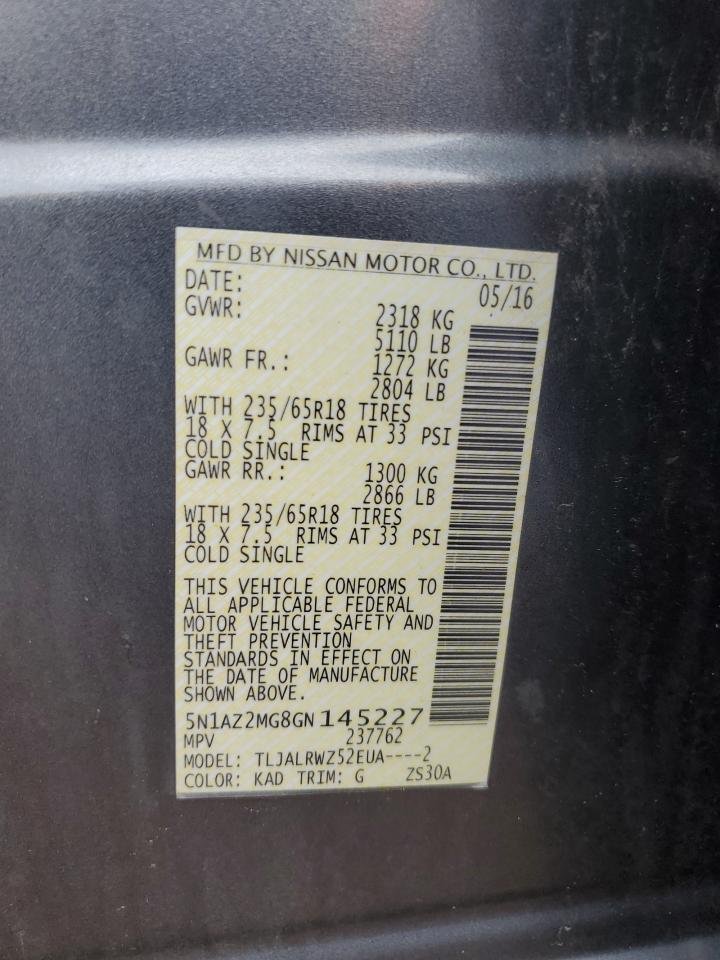 MFD BY NISSAN MOTOR CO., LTD.
DATE: 05/16
GVWR: 2318 KG
5110 LB
GAWR FR.: 1272 KG
2804 LB
WITH 235/65R18 TIRES
18 X 7.5 RIMS AT 33 PSI
COLD SINGLE
GAWR RR.: 1300 KG
2866 LB
WITH 235/65R18 TIRES
18 X 7.5 RIMS AT 33 PSI
COLD SINGLE
THIS VEHICLE CONFORMS TO
ALL APPLICABLE FEDERAL
MOTOR VEHICLE SAFETY AND
THEFT PREVENTION
STANDARDS IN EFFECT ON
THE DATE OF MANUFACTURE
SHOWN ABOVE.
5N1AZ2MG8GN145227
MPV 237762
MODEL: TLJALRWZ52EUA----2
COLOR: KAD TRIM: G ZS30A